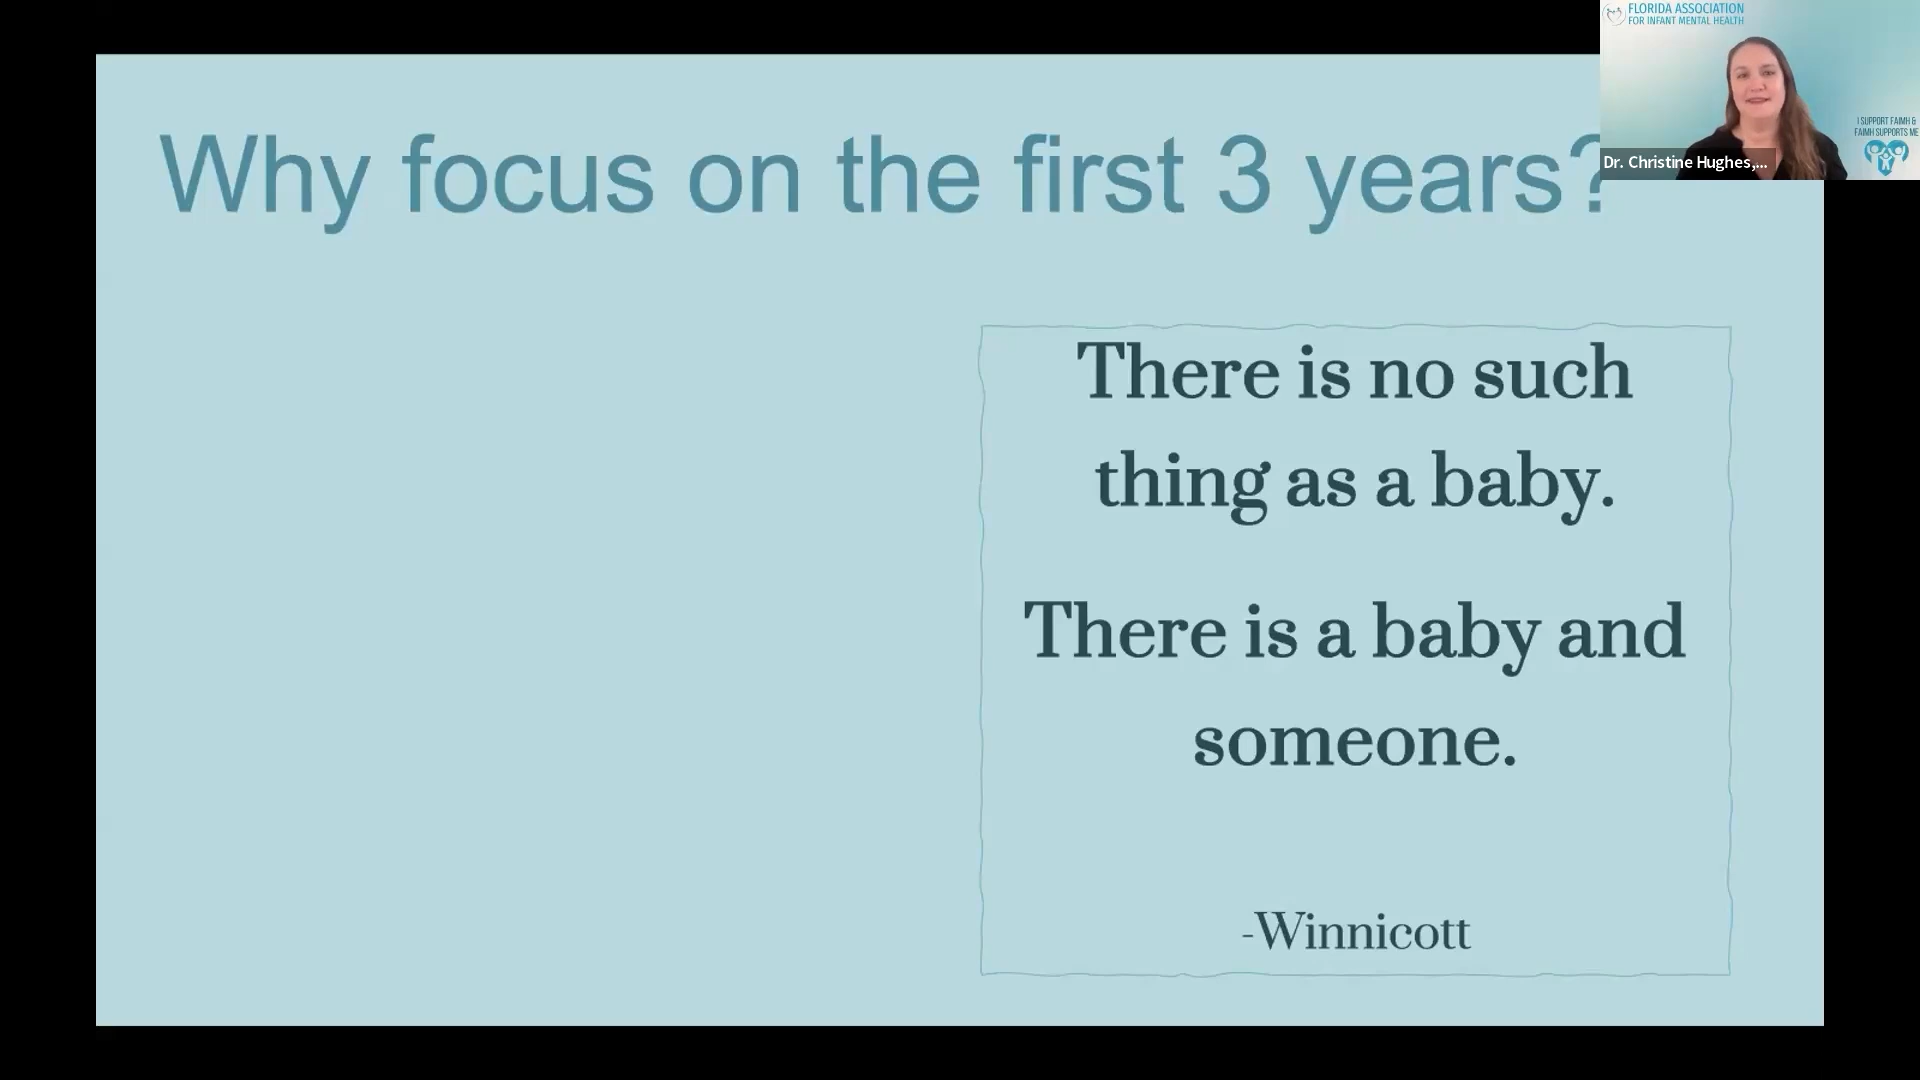 FLORIDA ASSOCIATION
FOR INFANT MENTAL HEALTH
Why focus on the first 3 years?
I SUPPORT FAIMH &
FAIMH SUPPORTS ME
Dr. Christine Hughes,...
There is no such
thing as a baby.
There is a baby and
someone.
-Winnicott